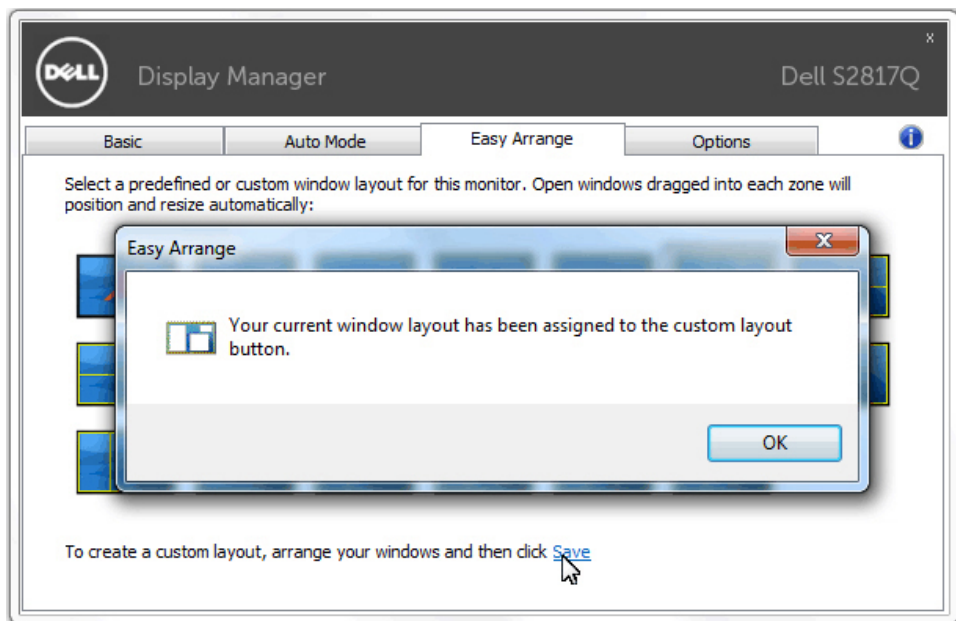 x
DELL
Display Manager
Dell S2817Q
Basic
Auto Mode
Easy Arrange
Options
i
Select a predefined or custom window layout for this monitor. Open windows dragged into each zone will
position and resize automatically:
Easy Arrange
X
Your current window layout has been assigned to the custom layout
button.
OK
To create a custom layout, arrange your windows and then click Save